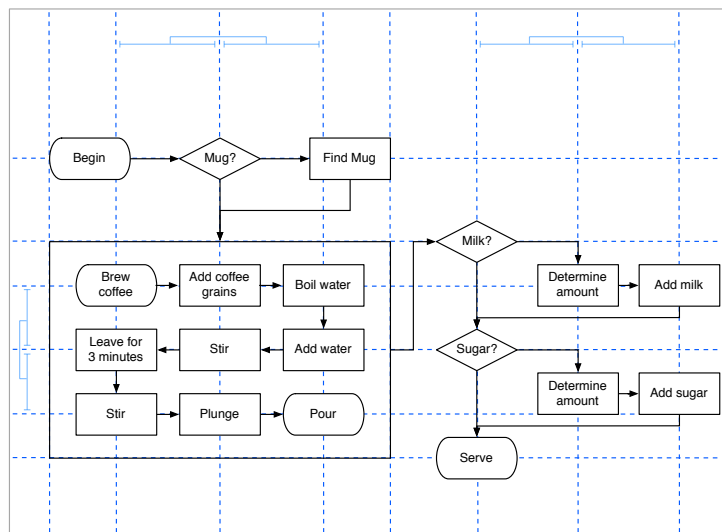 Begin
Mug?
Find Mug
Brew
coffee
Add coffee
grains
Boil water
Leave for
3 minutes
Stir
Add water
Stir
Plunge
Pour
Milk?
Determine
amount
Add milk
Sugar?
Determine
amount
Add sugar
Serve